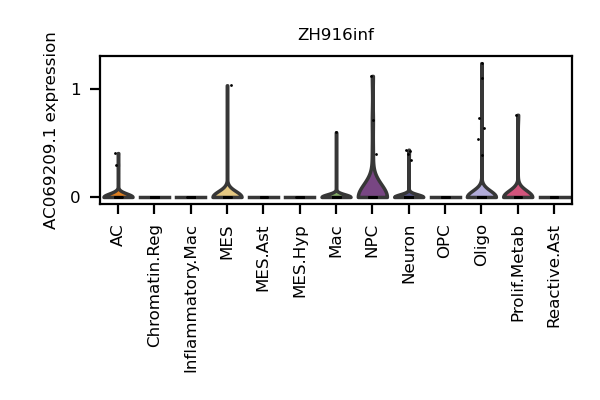 ZH916inf
AC069209.1 expression
1
0
AC
Chromatin.Reg
Inflammatory.Mac
MES
MES.Ast
MES.Hyp
Mac
NPC
Neuron
OPC
Oligo
Prolif.Metab
Reactive.Ast